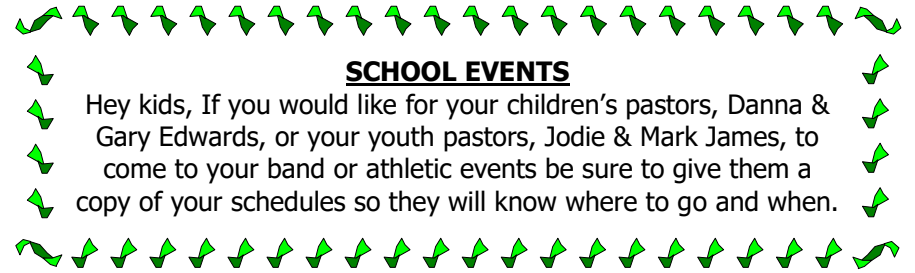 SCHOOL EVENTS
Hey kids, If you would like for your children’s pastors, Danna &
Gary Edwards, or your youth pastors, Jodie & Mark James, to
come to your band or athletic events be sure to give them a
copy of your schedules so they will know where to go and when.